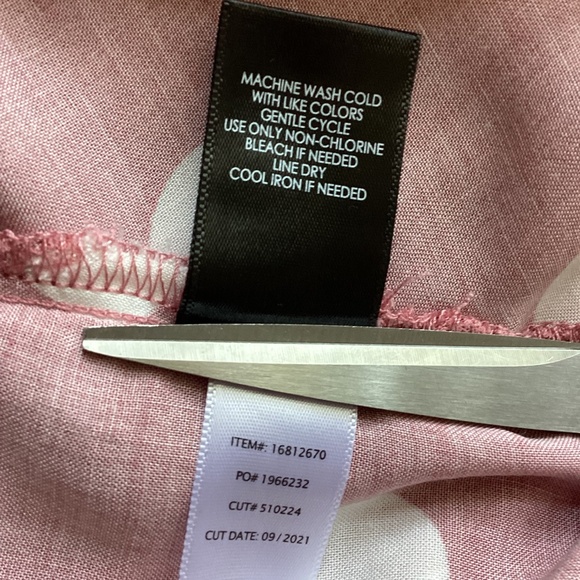 MACHINE WASH COLD
WITH LIKE COLORS
GENTLE CYCLE
USE ONLY NON-CHLORINE
BLEACH IF NEEDED
LINE DRY
COOL IRON IF NEEDED
ITEM#: 16812670
PO# 1966232
CUT# 510224
CUT DATE: 09/2021